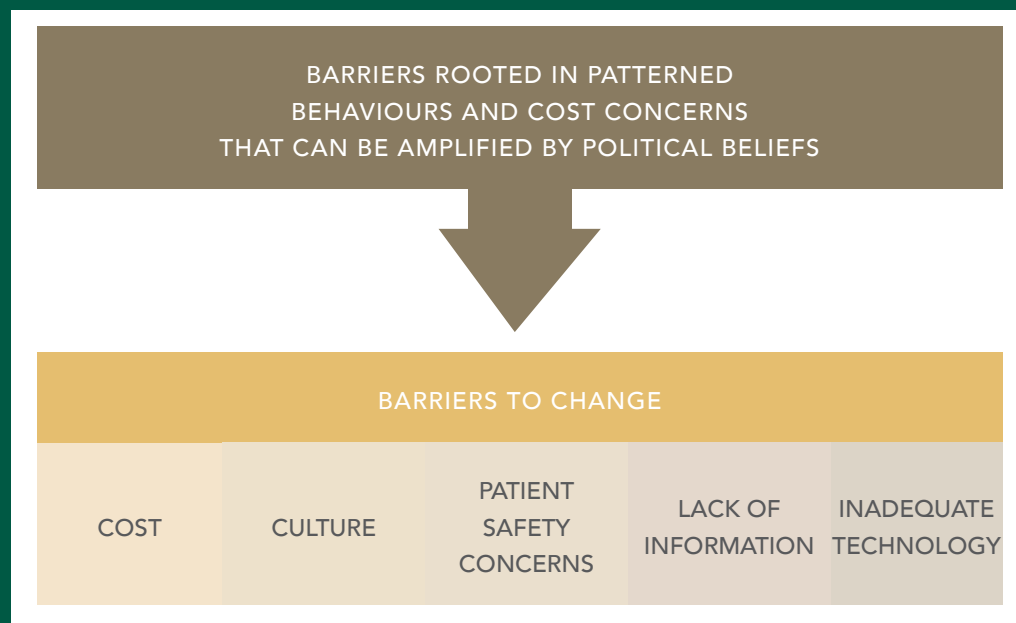 BARRIERS ROOTED IN PATTERNED
BEHAVIOURS AND COST CONCERNS
THAT CAN BE AMPLIFIED BY POLITICAL BELIEFS
BARRIERS TO CHANGE
COST
CULTURE
PATIENT
SAFETY
CONCERNS
LACK OF
INFORMATION
INADEQUATE
TECHNOLOGY